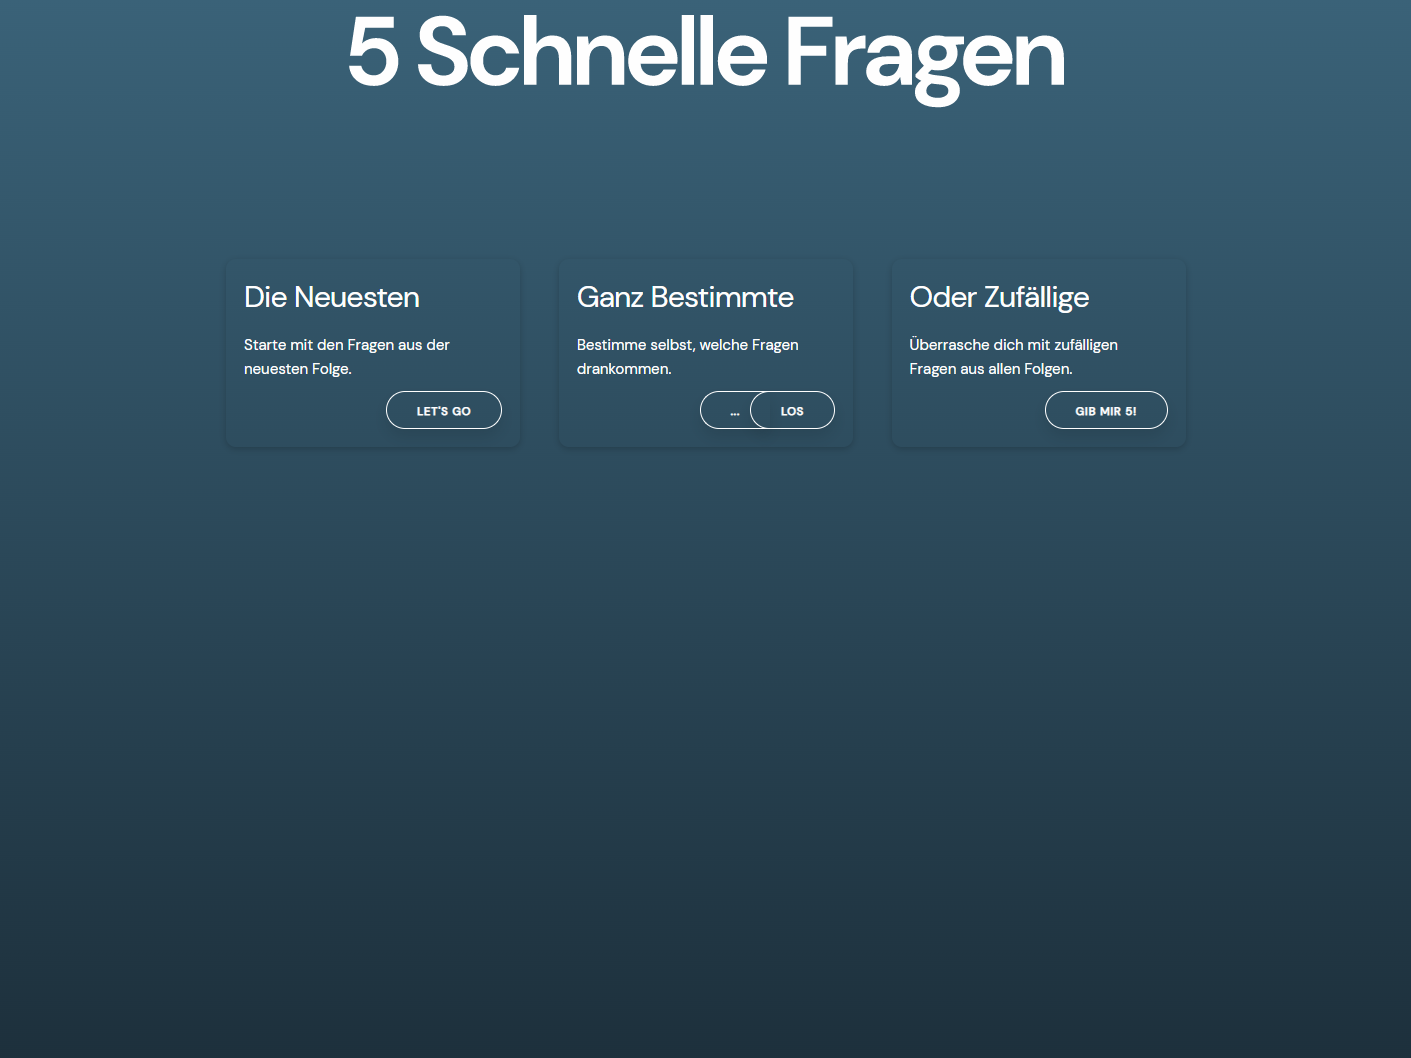 5 Schnelle Fragen
Die Neuesten
Starte mit den Fragen aus der
neuesten Folge.
LET'S GO
Ganz Bestimmte
Bestimme selbst, welche Fragen
drankommen.
...
LOS
Oder Zufällige
Überrasche dich mit zufälligen
Fragen aus allen Folgen.
GIB MIR 5!